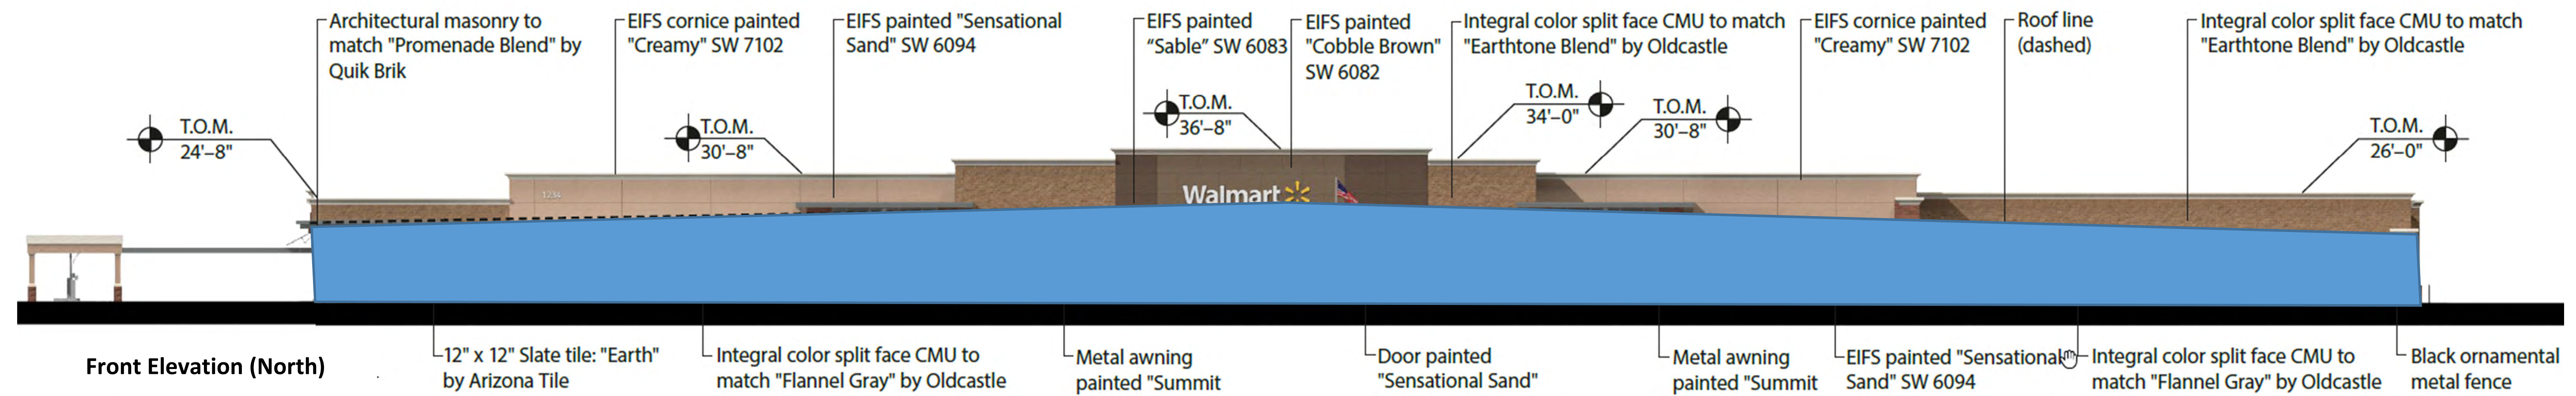 Architectural masonry to
match "Promenade Blend" by
Quik Brik
EIFS cornice painted
"Creamy" SW 7102
EIFS painted "Sensational
Sand" SW 6094
EIFS painted
“Sable” SW 6083
EIFS painted
"Cobble Brown"
SW 6082
Integral color split face CMU to match
"Earthtone Blend" by Oldcastle
EIFS cornice painted
"Creamy" SW 7102
Roof line
(dashed)
Integral color split face CMU to match
"Earthtone Blend" by Oldcastle
T.O.M.
24'–8"
T.O.M.
30'–8"
T.O.M.
36'–8"
T.O.M.
34'–0"
T.O.M.
30'–8"
T.O.M.
26'–0"
1234
Walmart
Front Elevation (North)
12" x 12" Slate tile: "Earth"
by Arizona Tile
Integral color split face CMU to
match "Flannel Gray" by Oldcastle
Metal awning
painted "Summit
Door painted
"Sensational Sand"
Metal awning
painted "Summit
EIFS painted "Sensational
Sand" SW 6094
Integral color split face CMU to
match "Flannel Gray" by Oldcastle
Black ornamental
metal fence